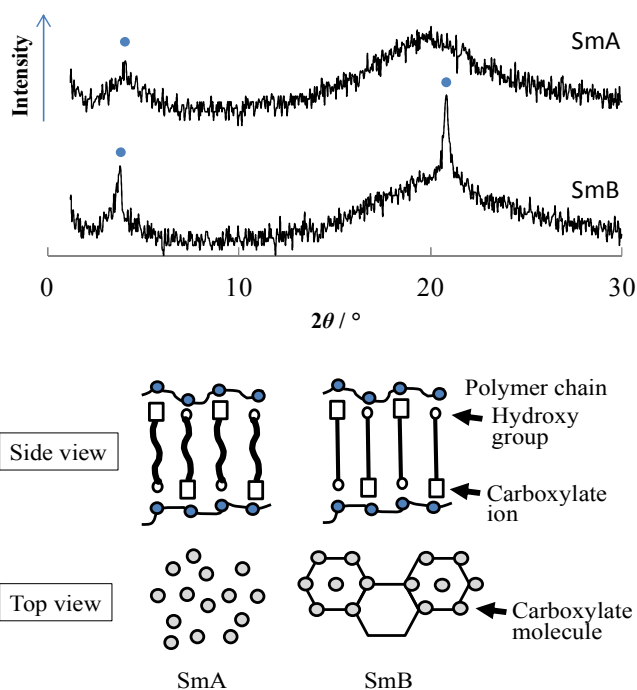 Intensity
SmA
SmB
0 10 20 30
2θ / °
Polymer chain
Hydroxy
group
Side view
Carboxylate
ion
Top view
Carboxylate
molecule
SmA SmB